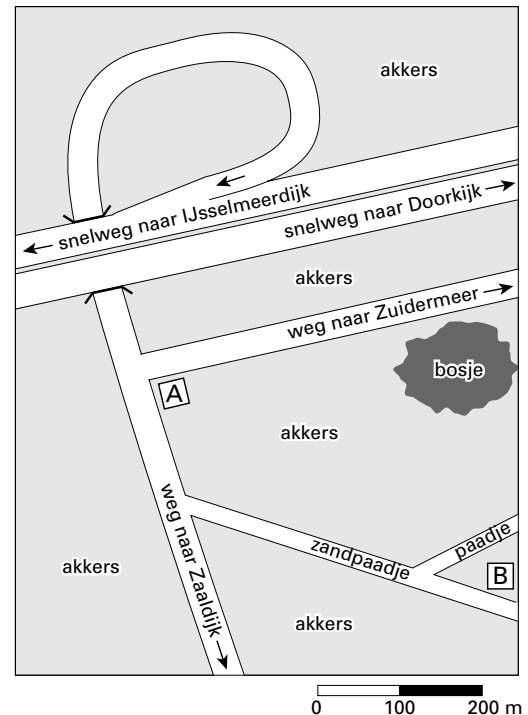 akkers
snelweg naar IJsselmeerdijk
snelweg naar Doorkijk
akkers
weg naar Zuidermeer
bosje
A
akkers
weg naar Zaaldijk
zandpaadje
paadje
B
akkers
akkers
0 100 200 m